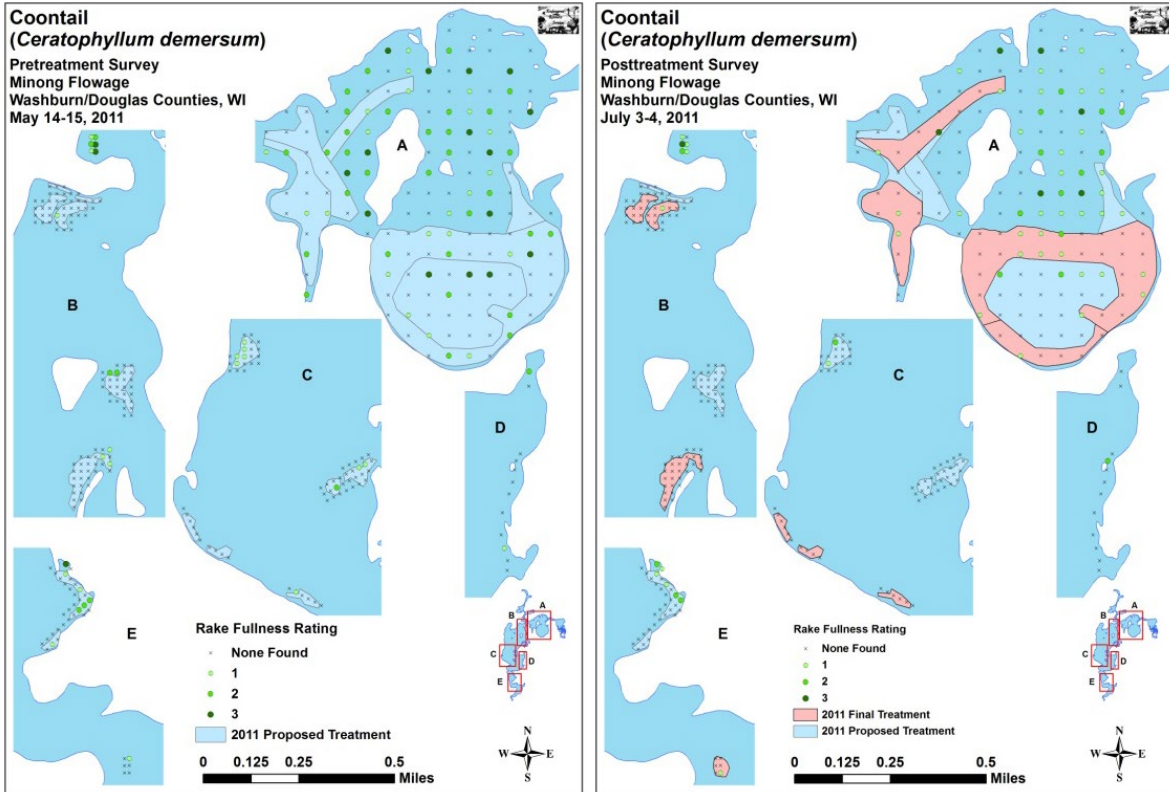 Coontail
(Ceratophyllum demersum)
Pretreatment Survey
Minong Flowage
Washburn/Douglas Counties, WI
May 14-15, 2011
A
B
C
D
E
Rake Fullness Rating
None Found
1
2
3
2011 Proposed Treatment
0 0.125 0.25 0.5
Miles
A
B
C
D
E
N
W E
S
Coontail
(Ceratophyllum demersum)
Posttreatment Survey
Minong Flowage
Washburn/Douglas Counties, WI
July 3-4, 2011
A
B
C
D
E
Rake Fullness Rating
None Found
1
2
3
2011 Final Treatment
2011 Proposed Treatment
0 0.125 0.25 0.5
Miles
A
B
C
D
E
N
W E
S